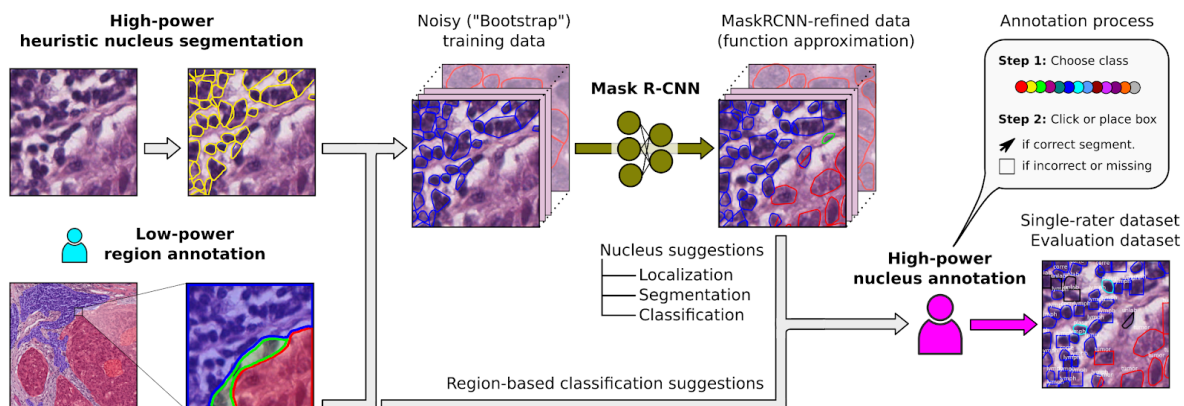 High-power
heuristic nucleus segmentation
Noisy ("Bootstrap")
training data
Mask R-CNN
MaskRCNN-refined data
(function approximation)
Annotation process
Step 1: Choose class
Step 2: Click or place box
if correct segment.
if incorrect or missing
Low-power
region annotation
Nucleus suggestions
Localization
Segmentation
Classification
High-power
nucleus annotation
Single-rater dataset
Evaluation dataset
Region-based classification suggestions